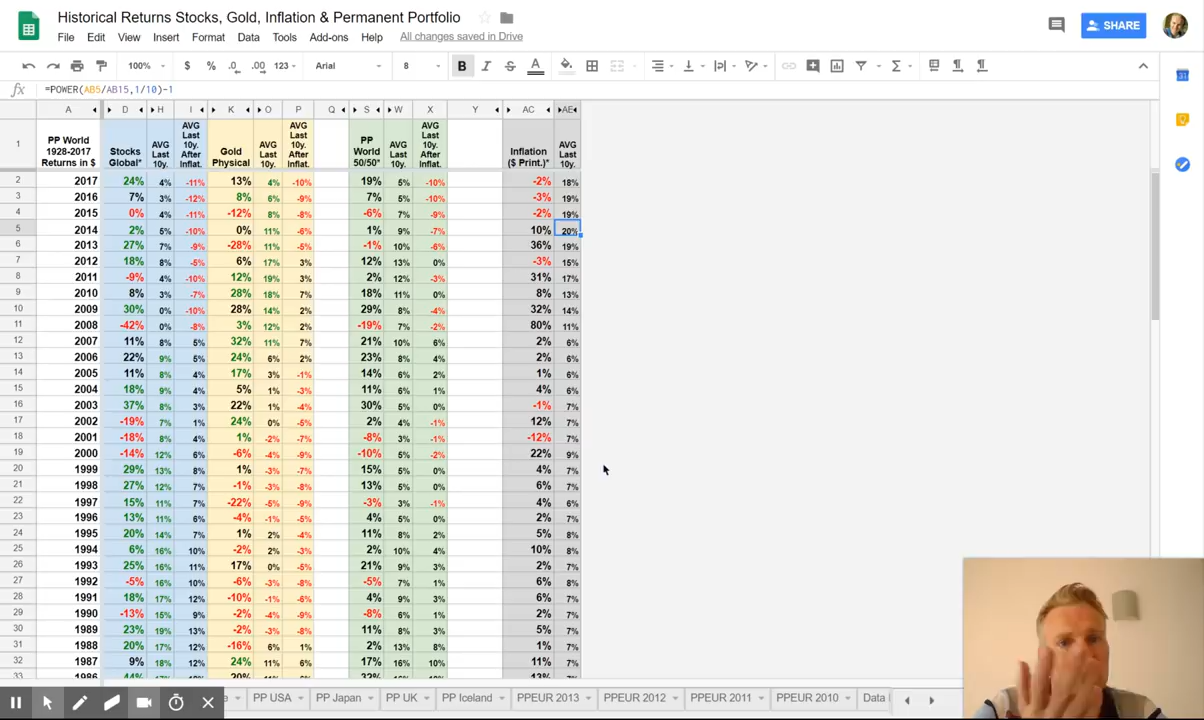 Historical Returns Stocks, Gold, Inflation & Permanent Portfolio
File Edit View Insert Format Data Tools Add-ons Help All changes saved in Drive
SHARE
100% $ % .0 .00 123 Arial 8 B I S A
fx =POWER(AB5/AB15,1/10)-1
A D H I K O P Q S W X Y AC AE
1 PP World 1928-2017 Returns in $ Stocks Global* AVG Last 10y. AVG Last 10y. After Inflat. Gold Physical AVG Last 10y. AVG Last 10y. After Inflat. PP World 50/50* AVG Last 10y. AVG Last 10y. After Inflat. Inflation ($ Print.)* AVG Last 10y.
2 2017 24% 4% -11% 13% 4% -10% 19% 5% -10% -2% 18%
3 2016 7% 3% -12% 8% 6% -9% 7% 5% -10% -3% 19%
4 2015 0% 4% -11% -12% 8% -8% -6% 7% -9% -2% 19%
5 2014 2% 5% -10% 0% 11% -6% 1% 9% -7% 10% 20%
6 2013 27% 7% -9% -28% 11% -5% -1% 10% -6% 36% 19%
7 2012 18% 8% -5% 6% 17% 3% 12% 13% 0% -3% 15%
8 2011 -9% 4% -10% 12% 19% 3% 2% 12% -3% 31% 17%
9 2010 8% 3% -7% 28% 18% 7% 18% 11% 0% 8% 13%
10 2009 30% 0% -10% 28% 14% 2% 29% 8% -4% 32% 14%
11 2008 -42% 0% -8% 3% 12% 2% -19% 7% -2% 80% 11%
12 2007 11% 8% 5% 32% 11% 7% 21% 10% 6% 2% 6%
13 2006 22% 9% 5% 24% 6% 2% 23% 8% 4% 2% 6%
14 2005 11% 8% 4% 17% 3% -1% 14% 6% 2% 1% 6%
15 2004 18% 9% 4% 5% 1% -3% 11% 6% 1% 4% 6%
16 2003 37% 8% 3% 22% 1% -4% 30% 5% 0% -1% 7%
17 2002 -19% 7% 1% 24% 0% -5% 2% 4% -1% 12% 7%
18 2001 -18% 8% 4% 1% -2% -7% -8% 3% -1% -12% 7%
19 2000 -14% 12% 6% -6% -4% -9% -10% 5% -2% 22% 9%
20 1999 29% 13% 8% 1% -3% -7% 15% 5% 0% 4% 7%
21 1998 27% 12% 7% -1% -3% -8% 13% 5% 0% 6% 7%
22 1997 15% 11% 7% -22% -5% -9% -3% 3% -1% 4% 6%
23 1996 13% 11% 6% -4% -1% -5% 4% 5% 0% 2% 7%
24 1995 20% 14% 7% 1% 2% -4% 11% 8% 2% 5% 8%
25 1994 6% 16% 10% -2% 2% -3% 2% 10% 4% 10% 8%
26 1993 25% 16% 11% 17% 0% -5% 21% 9% 3% 2% 7%
27 1992 -5% 16% 10% -6% -3% -8% -5% 7% 1% 6% 8%
28 1991 18% 17% 12% -10% -1% -6% 4% 9% 3% 6% 7%
29 1990 -13% 15% 9% -2% -4% -9% -8% 6% 1% 2% 7%
30 1989 23% 19% 13% -2% -3% -8% 11% 8% 3% 5% 7%
31 1988 20% 17% 12% -16% 6% 1% 2% 13% 8% 1% 7%
32 1987 9% 18% 12% 24% 11% 6% 17% 16% 10% 11% 7%
33 1986 44% 17% 20% 32% 13%
PP USA PP Japan PP UK PP Iceland PPEUR 2013 PPEUR 2012 PPEUR 2011 PPEUR 2010 Data